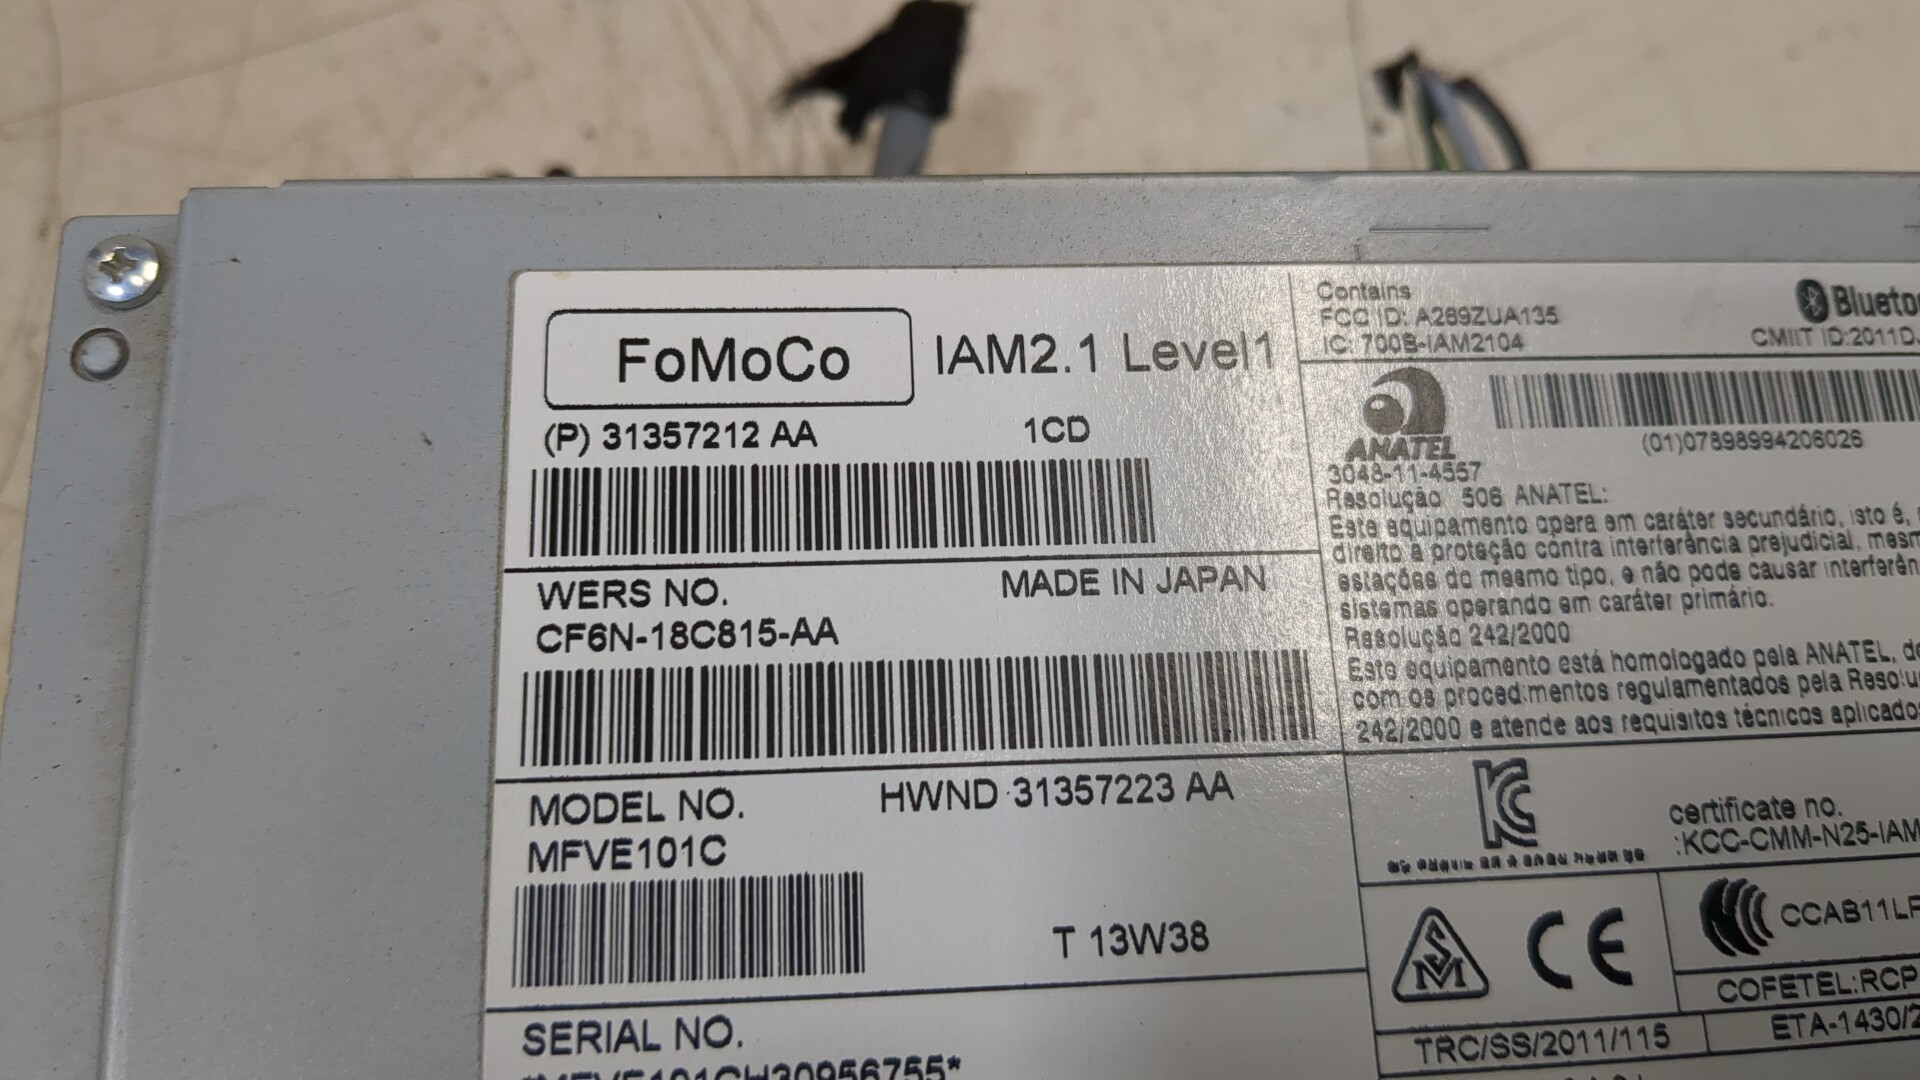 FoMoCo IAM2.1 Level1
(P) 31357212 AA 1CD
WERS NO. MADE IN JAPAN
CF6N-18C815-AA
MODEL NO. HWND 31357223 AA
MFVE101C
T 13W38
SERIAL NO.
*MFVE101CH30956755*
Contains
FCC ID: A269ZUA135
IC: 700B-IAM2104
Bluetoo
CMIIT ID:2011DJ
ANATEL
(01)07898994206026
3048-11-4557
Resolução 506 ANATEL:
Este equipamento opera em caráter secundário, isto é,
direito a proteção contra interferência prejudicial, mesm
estações do mesmo tipo, e não pode causar interferên
sistemas operando em caráter primário.
Resolução 242/2000
Este equipamento está homologado pela ANATEL, de
com os procedimentos regulamentados pela Resolu
242/2000 e atende aos requisitos técnicos aplicados
certificate no.
:KCC-CMM-N25-IAM
CE
CCAB11LP
COFETEL:RCP
TRC/SS/2011/115
ETA-1430/2